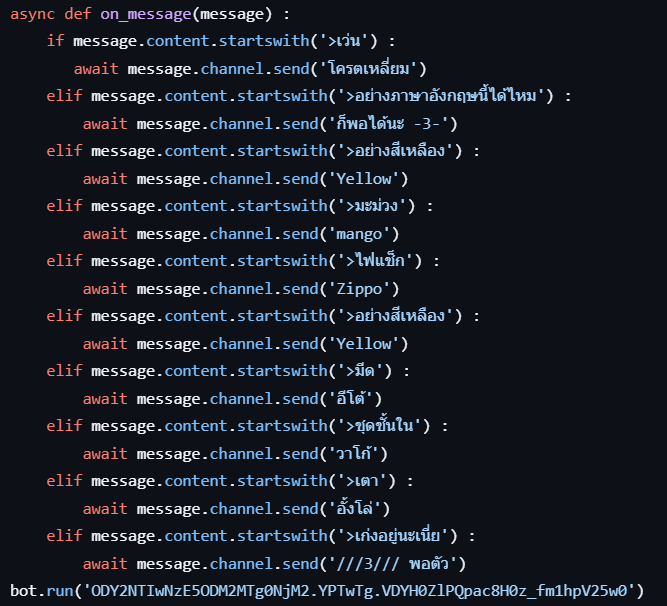 async def on_message(message) :
if message.content.startswith('>เว่น') :
await message.channel.send('โครตเหลี่ยม')
elif message.content.startswith('>อย่างภาษาอังกฤษนี้ได้ไหม') :
await message.channel.send('ก็พอได้นะ -3-')
elif message.content.startswith('>อย่างสีเหลือง') :
await message.channel.send('Yellow')
elif message.content.startswith('>มะม่วง') :
await message.channel.send('mango')
elif message.content.startswith('>ไฟแช็ก') :
await message.channel.send('Zippo')
elif message.content.startswith('>อย่างสีเหลือง') :
await message.channel.send('Yellow')
elif message.content.startswith('>มีด') :
await message.channel.send('อีโต้')
elif message.content.startswith('>ชุดชั้นใน') :
await message.channel.send('วาโก้')
elif message.content.startswith('>เตา') :
await message.channel.send('อั้งโล่')
elif message.content.startswith('>เก่งอยู่นะเนี่ย') :
await message.channel.send('///3/// พอตัว')
bot.run('ODY2NTIwNzE5ODM2MTg0NjM2.YPTwTg.VDYH0ZlPQpac8H0z_fm1hpV25w0')